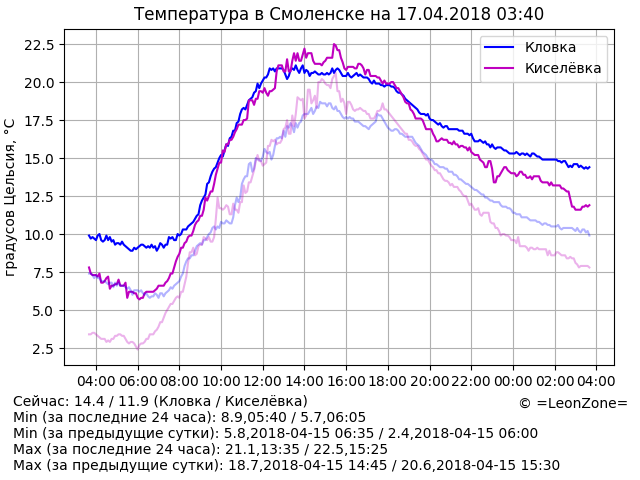 Температура в Смоленске на 17.04.2018 03:40
градусов Цельсия, °C
22.5
20.0
17.5
15.0
12.5
10.0
7.5
5.0
2.5
Кловка
Киселёвка
04:00 06:00 08:00 10:00 12:00 14:00 16:00 18:00 20:00 22:00 00:00 02:00 04:00
Сейчас: 14.4 / 11.9 (Кловка / Киселёвка)
© =LeonZone=
Min (за последние 24 часа): 8.9,05:40 / 5.7,06:05
Min (за предыдущие сутки): 5.8,2018-04-15 06:35 / 2.4,2018-04-15 06:00
Max (за последние 24 часа): 21.1,13:35 / 22.5,15:25
Max (за предыдущие сутки): 18.7,2018-04-15 14:45 / 20.6,2018-04-15 15:30